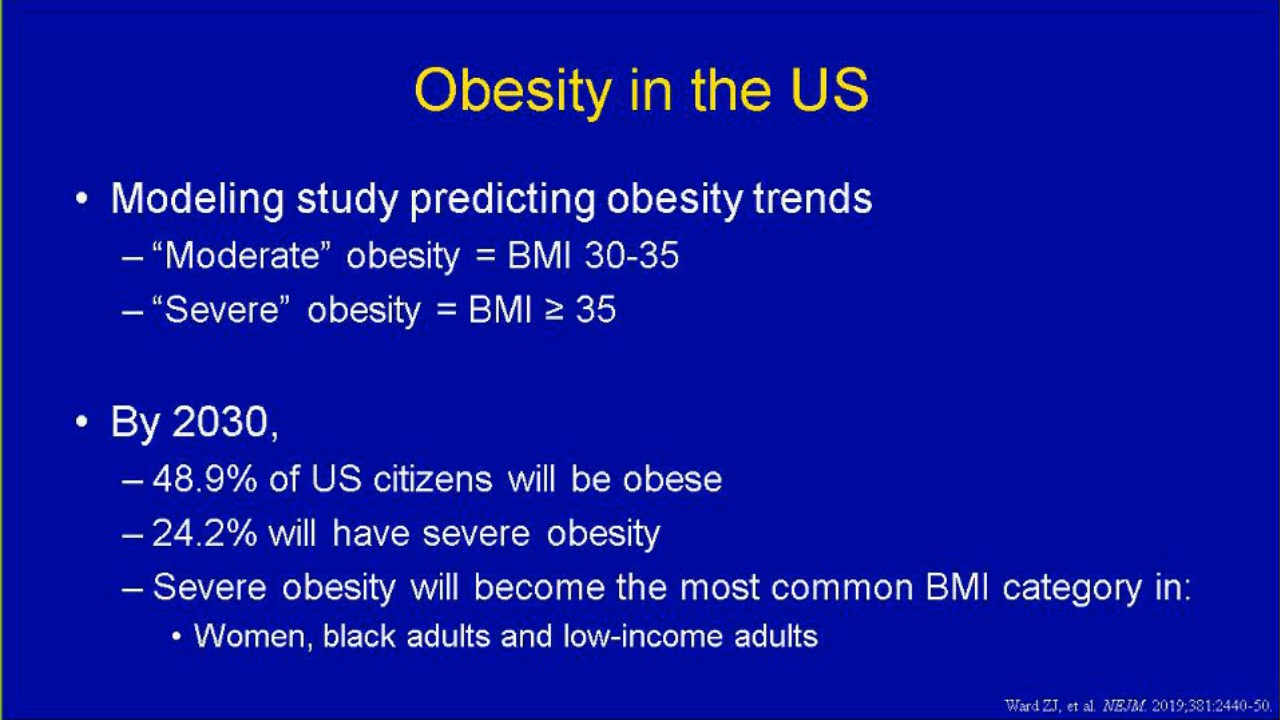 Obesity in the US
• Modeling study predicting obesity trends
– “Moderate” obesity = BMI 30-35
– “Severe” obesity = BMI ≥ 35
• By 2030,
– 48.9% of US citizens will be obese
– 24.2% will have severe obesity
– Severe obesity will become the most common BMI category in:
• Women, black adults and low-income adults
Ward ZJ, et al. NEJM. 2019;381:2440-50.